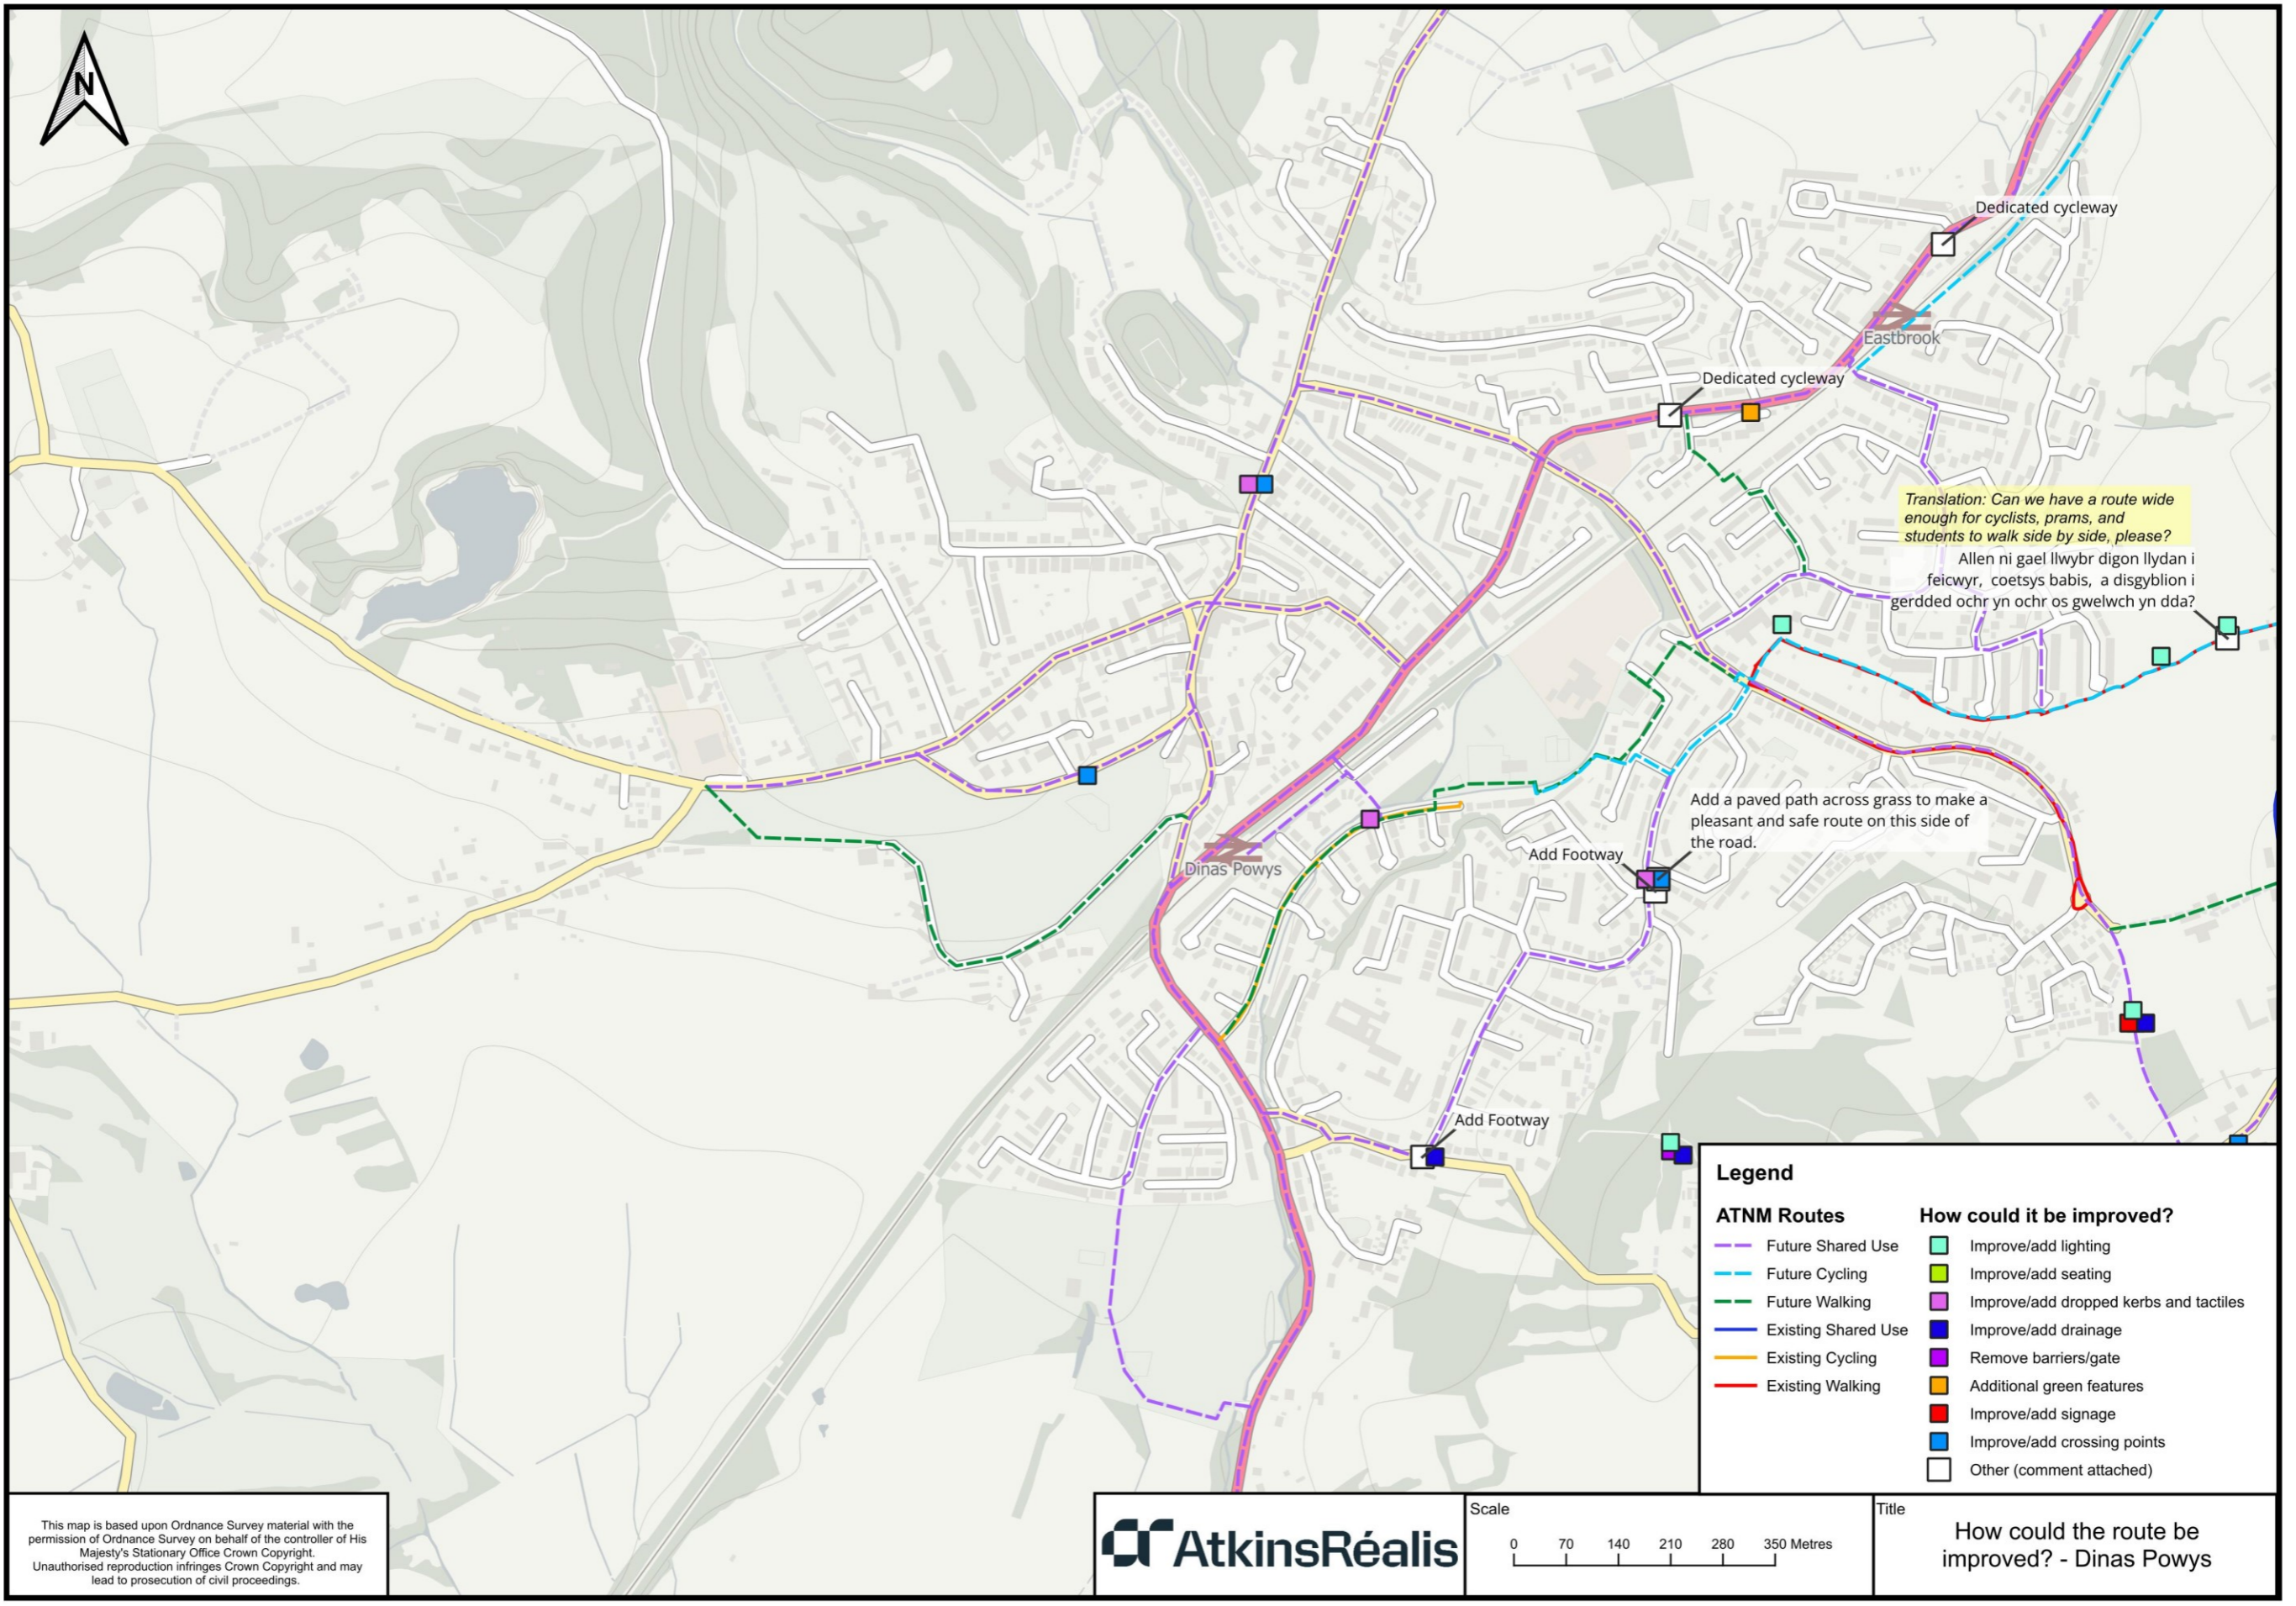 N
Dedicated cycleway
Eastbrook
Dedicated cycleway
Translation: Can we have a route wide
enough for cyclists, prams, and
students to walk side by side, please?
Allen ni gael llwybr digon llydan i
feicwyr, coetsys babis, a disgyblion i
gerdded ochr yn ochr os gwelwch yn dda?
Add a paved path across grass to make a
pleasant and safe route on this side of
the road.
Add Footway
Dinas Powys
Add Footway
Legend
ATNM Routes
Future Shared Use
Future Cycling
Future Walking
Existing Shared Use
Existing Cycling
Existing Walking
How could it be improved?
Improve/add lighting
Improve/add seating
Improve/add dropped kerbs and tactiles
Improve/add drainage
Remove barriers/gate
Additional green features
Improve/add signage
Improve/add crossing points
Other (comment attached)
This map is based upon Ordnance Survey material with the
permission of Ordnance Survey on behalf of the controller of His
Majesty's Stationary Office Crown Copyright.
Unauthorised reproduction infringes Crown Copyright and may
lead to prosecution of civil proceedings.
AtkinsRéalis
Scale
0 70 140 210 280 350 Metres
Title
How could the route be
improved? - Dinas Powys